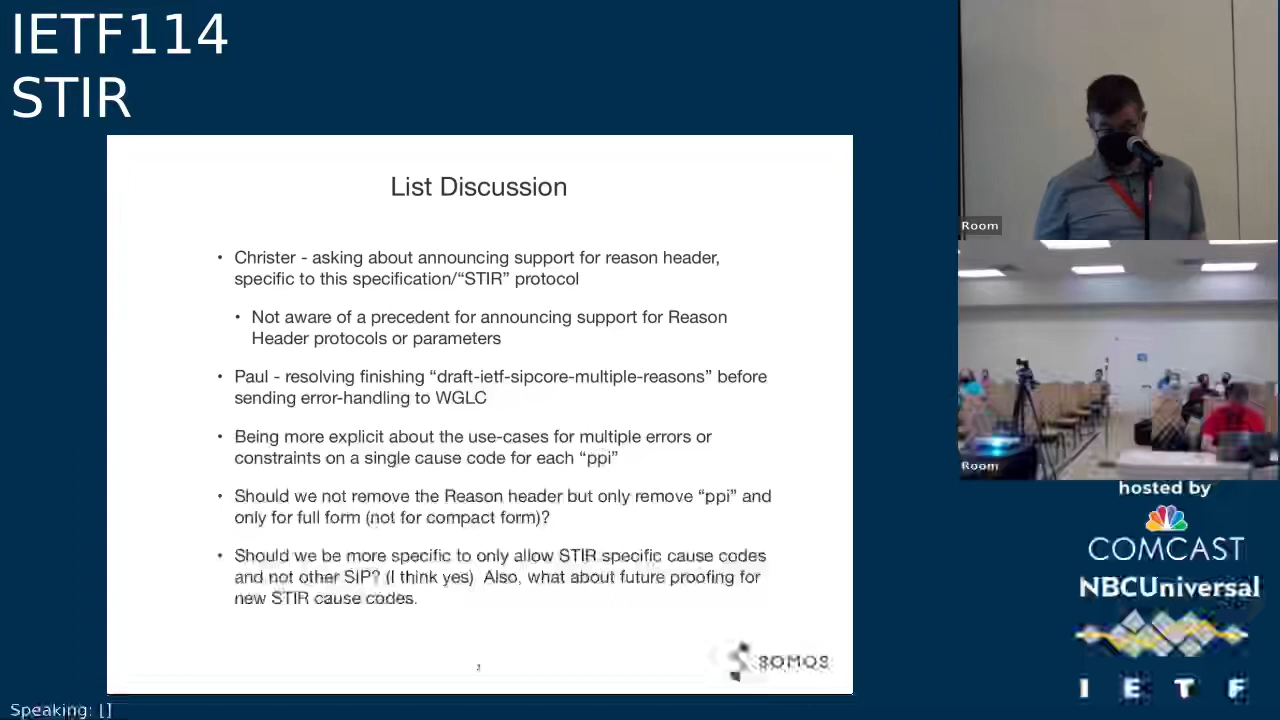 IETF114
STIR
List Discussion
• Christer - asking about announcing support for reason header,
specific to this specification/“STIR” protocol
• Not aware of a precedent for announcing support for Reason
Header protocols or parameters
• Paul - resolving finishing “draft-ietf-sipcore-multiple-reasons” before
sending error-handling to WGLC
• Being more explicit about the use-cases for multiple errors or
constraints on a single cause code for each “ppi”
• Should we not remove the Reason header but only remove “ppi” and
only for full form (not for compact form)?
• Should we be more specific to only allow STIR specific cause codes
and not other SIP? (I think yes)  Also, what about future proofing for
new STIR cause codes.
SOMOS
Room
Room
hosted by
COMCAST
NBCUniversal
I E T F
Speaking: []